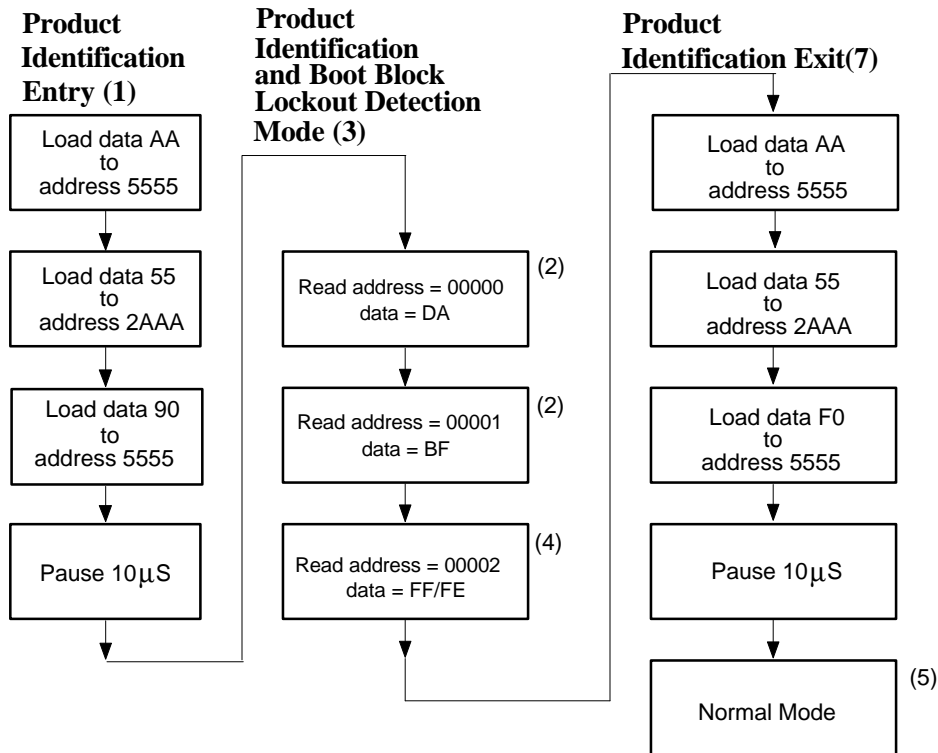 Product
Identification
Entry (1)
Load data AA
to
address 5555
Load data 55
to
address 2AAA
Load data 90
to
address 5555
Pause 10μS
Product
Identification
and Boot Block
Lockout Detection
Mode (3)
Read address = 00000
data = DA
(2)
Read address = 00001
data = BF
(2)
Read address = 00002
data = FF/FE
(4)
Product
Identification Exit(7)
Load data AA
to
address 5555
Load data 55
to
address 2AAA
Load data F0
to
address 5555
Pause 10μS
Normal Mode
(5)